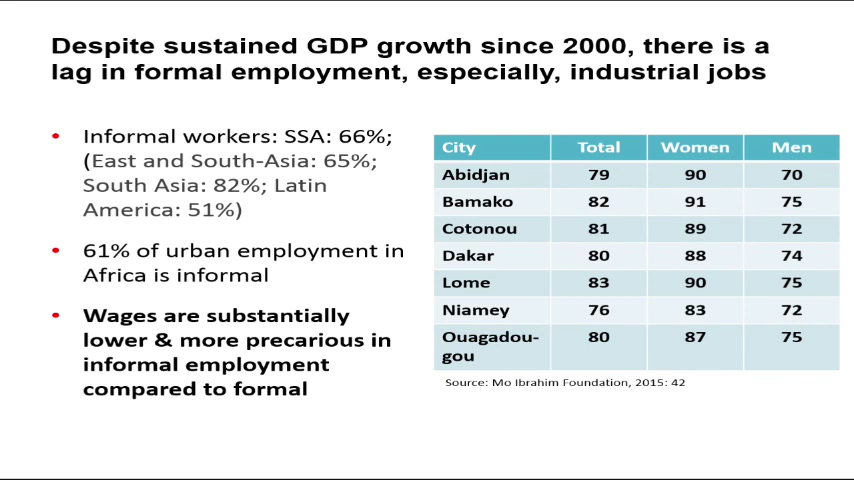 Despite sustained GDP growth since 2000, there is a
lag in formal employment, especially, industrial jobs
• Informal workers: SSA: 66%;
(East and South-Asia: 65%;
South Asia: 82%; Latin
America: 51%)
• 61% of urban employment in
Africa is informal
• Wages are substantially
lower & more precarious in
informal employment
compared to formal
City Total Women Men
Abidjan 79 90 70
Bamako 82 91 75
Cotonou 81 89 72
Dakar 80 88 74
Lome 83 90 75
Niamey 76 83 72
Ouagadou- 80 87 75
gou
Source: Mo Ibrahim Foundation, 2015: 42